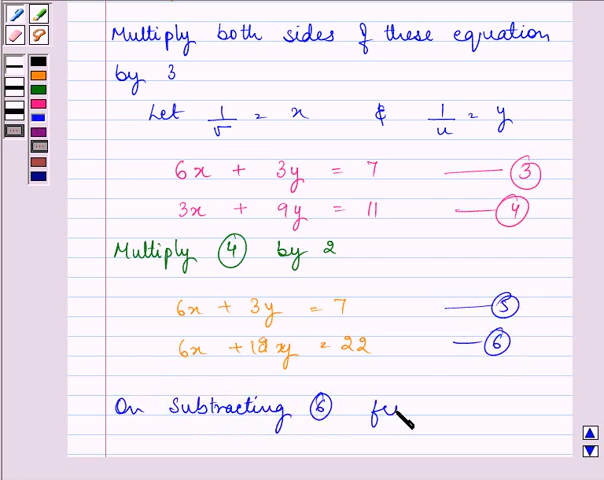 Multiply both sides of these equation
by 3
Let 1/v = x & 1/u = y
6x + 3y = 7 —— ③
3x + 9y = 11 —— ④
Multiply ④ by 2
6x + 3y = 7 —— ⑤
6x + 18y = 22 — ⑥
On Subtracting ⑥